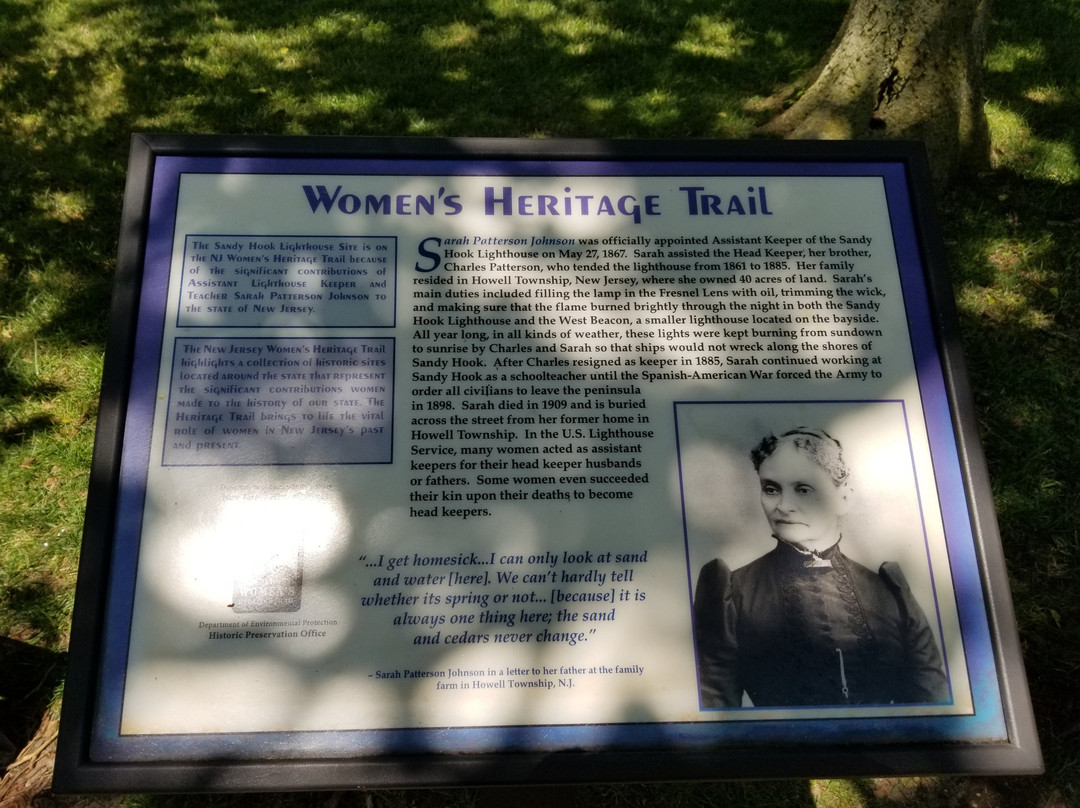 Women's Heritage Trail
The Sandy Hook Lighthouse Site is on
the NJ Women's Heritage Trail because
of the significant contributions of
Assistant Lighthouse Keeper and
Teacher Sarah Patterson Johnson to
the state of New Jersey.
The New Jersey Women's Heritage Trail
highlights a collection of historic sites
located around the state that represent
the significant contributions women
made to the history of our state. The
Heritage Trail brings to life the vital
role of women in New Jersey's past
and present.
Sarah Patterson Johnson was officially appointed Assistant Keeper of the Sandy
Hook Lighthouse on May 27, 1867. Sarah assisted the Head Keeper, her brother,
Charles Patterson, who tended the lighthouse from 1861 to 1885. Her family
resided in Howell Township, New Jersey, where she owned 40 acres of land. Sarah's
main duties included filling the lamp in the Fresnel Lens with oil, trimming the wick,
and making sure that the flame burned brightly through the night in both the Sandy
Hook Lighthouse and the West Beacon, a smaller lighthouse located on the bayside.
All year long, in all kinds of weather, these lights were kept burning from sundown
to sunrise by Charles and Sarah so that ships would not wreck along the shores of
Sandy Hook. After Charles resigned as keeper in 1885, Sarah continued working at
Sandy Hook as a schoolteacher until the Spanish-American War forced the Army to
order all civilians to leave the peninsula
in 1898. Sarah died in 1909 and is buried
across the street from her former home in
Howell Township. In the U.S. Lighthouse
Service, many women acted as assistant
keepers for their head keeper husbands
or fathers. Some women even succeeded
their kin upon their deaths to become
head keepers.
"...I get homesick...I can only look at sand
and water [here]. We can't hardly tell
whether its spring or not... [because] it is
always one thing here; the sand
and cedars never change."
– Sarah Patterson Johnson in a letter to her father at the family
farm in Howell Township, N.J.
WOMEN'S
Department of Environmental Protection
Historic Preservation Office